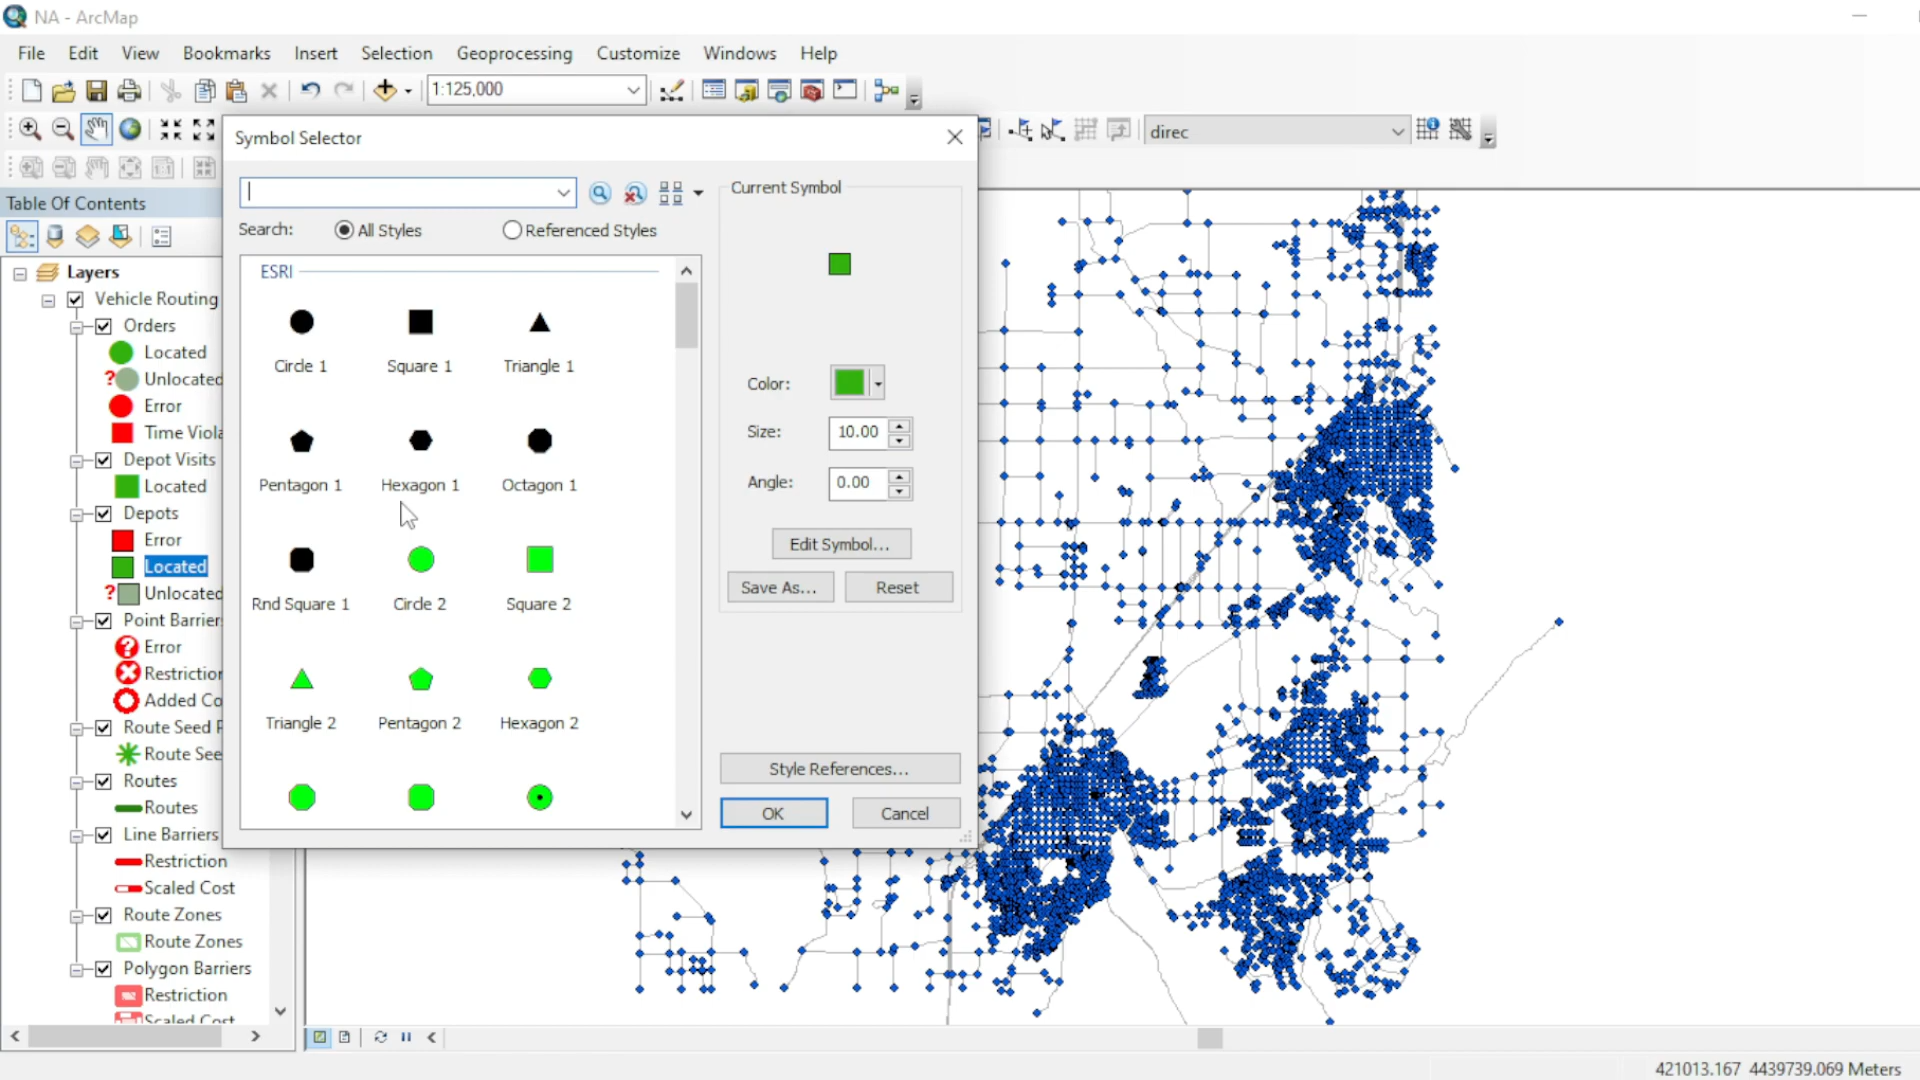 NA - ArcMap
File Edit View Bookmarks Insert Selection Geoprocessing Customize Windows Help
1:125,000
direc
Symbol Selector
Table Of Contents
Layers
Vehicle Routing
Orders
Located
Unlocated
Error
Time Viola
Depot Visits
Located
Depots
Error
Located
Unlocated
Point Barrier
Error
Restriction
Added Co
Route Seed P
Route See
Routes
Routes
Line Barriers
Restriction
Scaled Cost
Route Zones
Route Zones
Polygon Barriers
Restriction
Scaled Cost
Search: All Styles Referenced Styles
ESRI
Circle 1 Square 1 Triangle 1
Pentagon 1 Hexagon 1 Octagon 1
Rnd Square 1 Circle 2 Square 2
Triangle 2 Pentagon 2 Hexagon 2
Current Symbol
Color:
Size: 10.00
Angle: 0.00
Edit Symbol...
Save As... Reset
Style References...
OK Cancel
421013.167 4439739.069 Meters